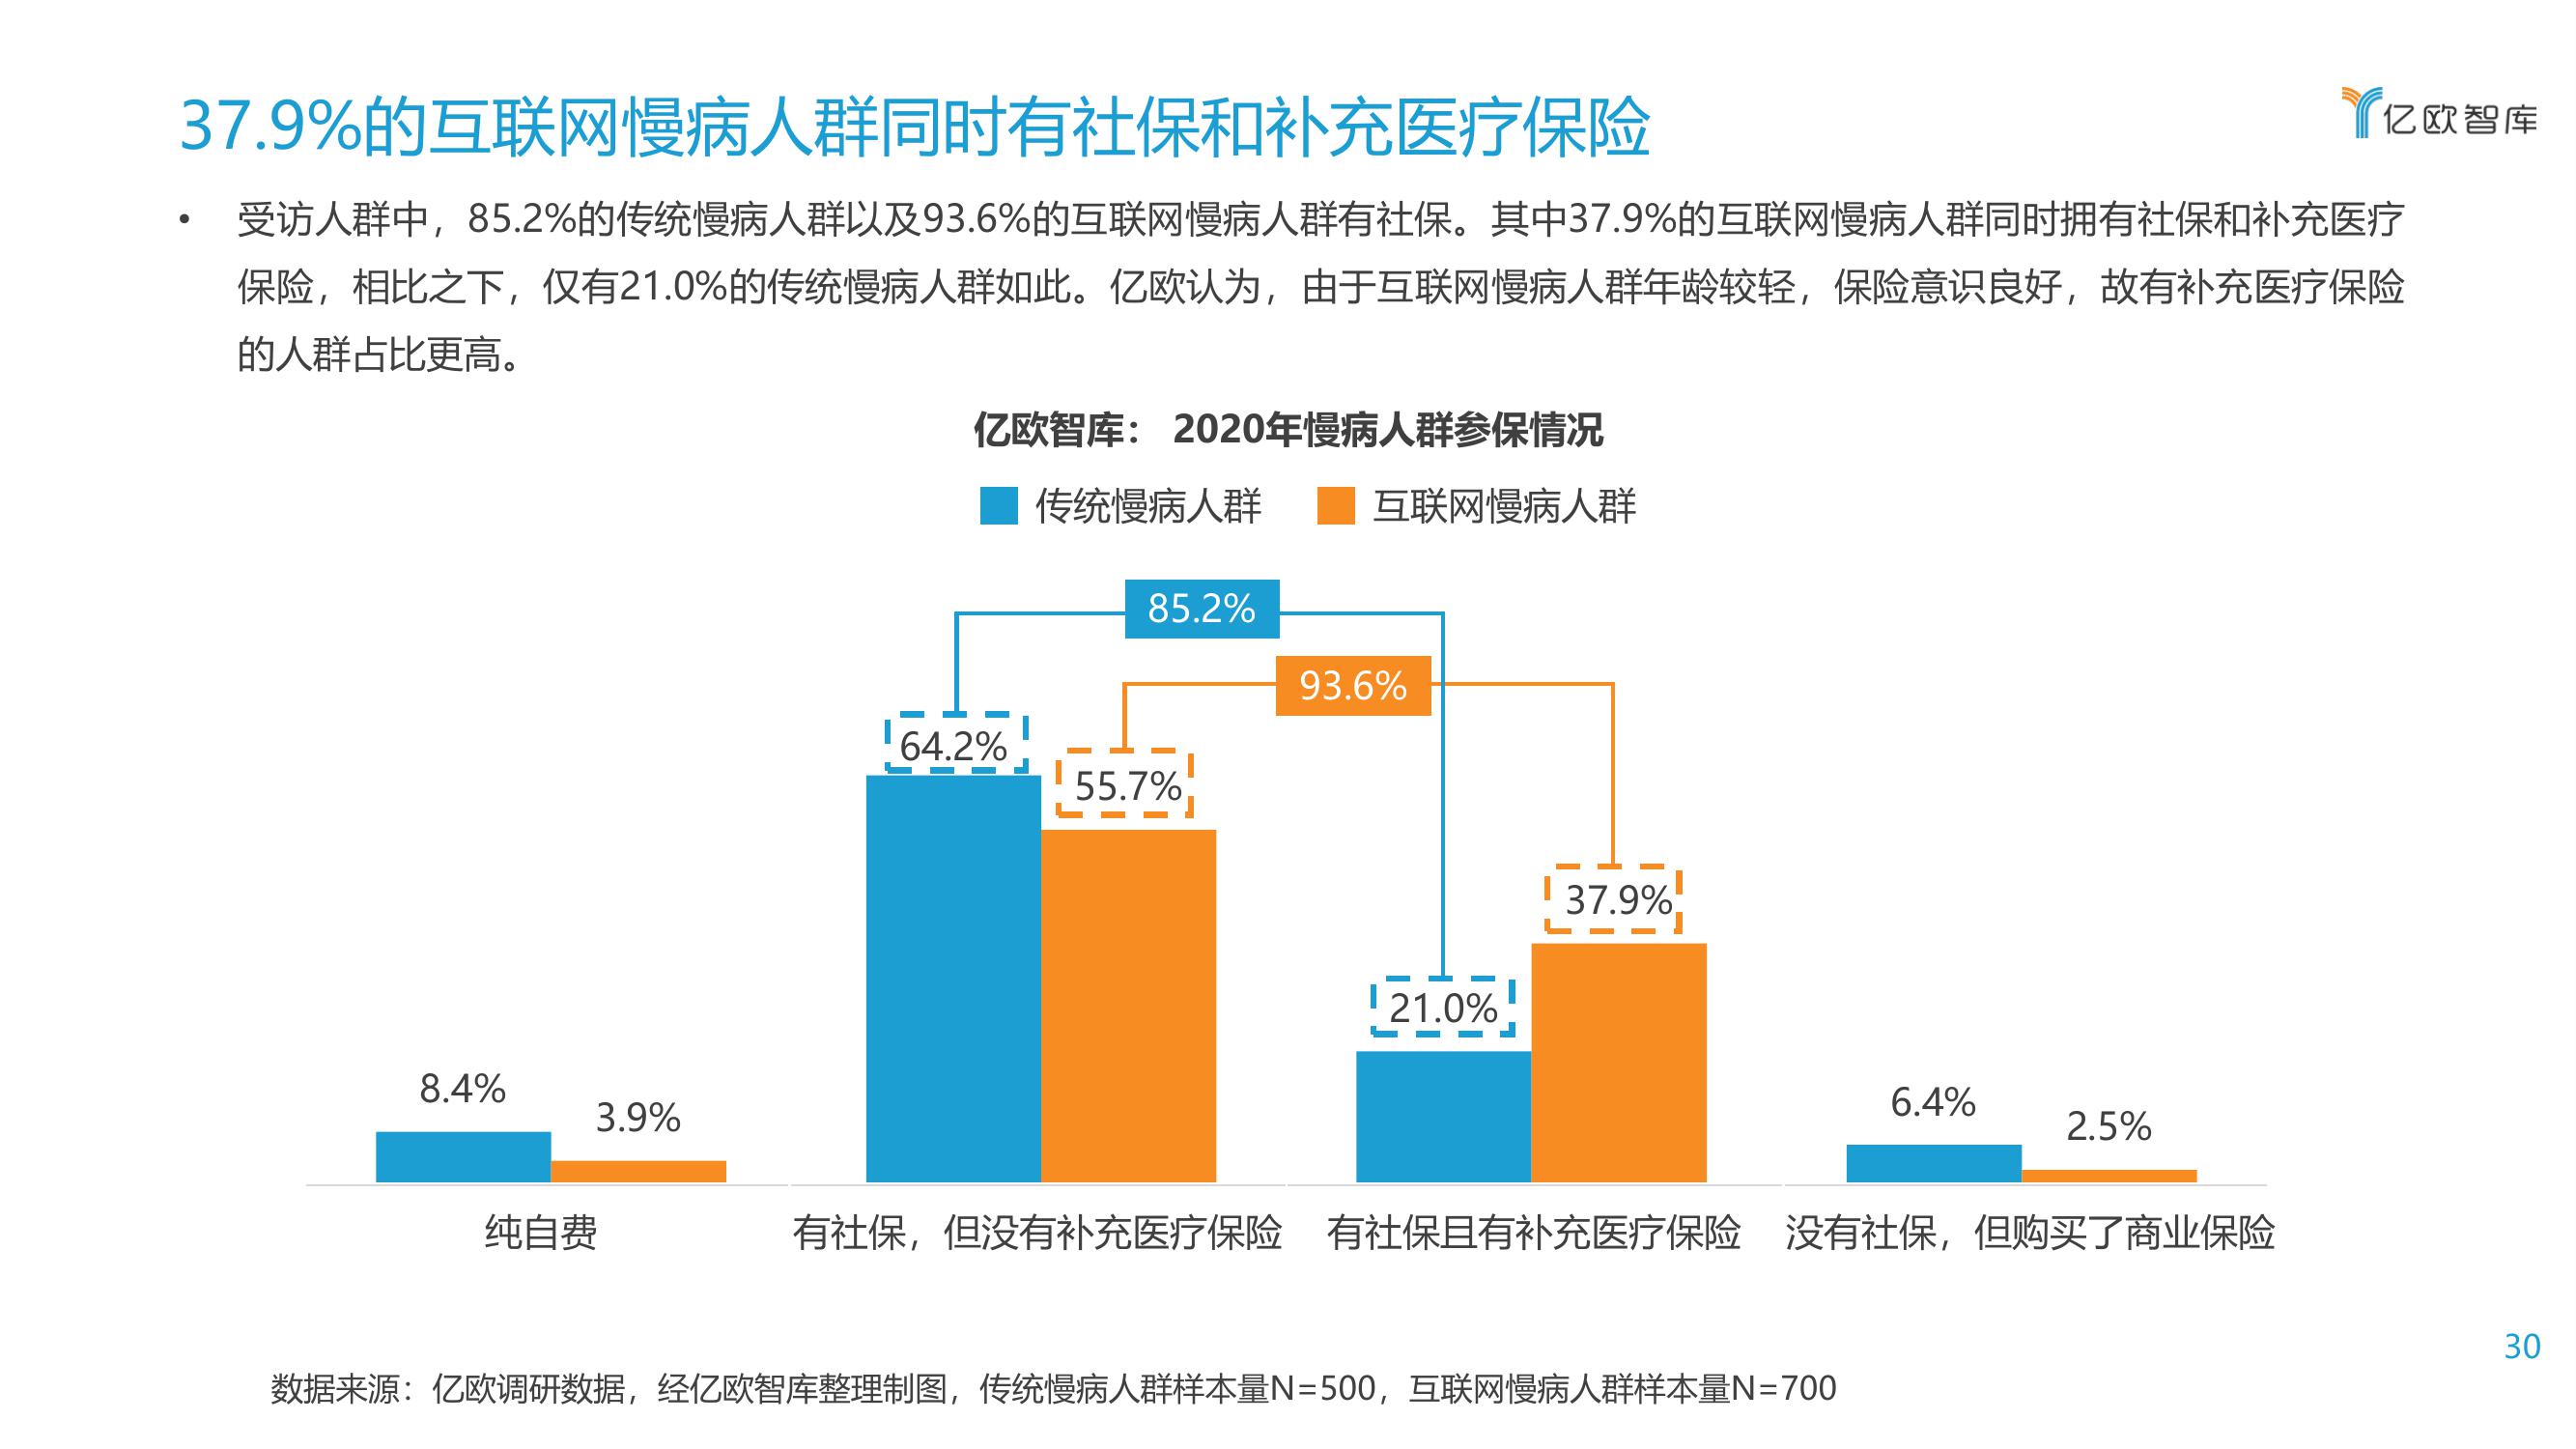 37.9%的互联网慢病人群同时有社保和补充医疗保险
亿欧智库
• 受访人群中，85.2%的传统慢病人群以及93.6%的互联网慢病人群有社保。其中37.9%的互联网慢病人群同时拥有社保和补充医疗
保险，相比之下，仅有21.0%的传统慢病人群如此。亿欧认为，由于互联网慢病人群年龄较轻，保险意识良好，故有补充医疗保险
的人群占比更高。
亿欧智库： 2020年慢病人群参保情况
传统慢病人群 互联网慢病人群
85.2%
93.6%
64.2%
55.7%
37.9%
21.0%
8.4%
3.9%
6.4%
2.5%
纯自费 有社保，但没有补充医疗保险 有社保且有补充医疗保险 没有社保，但购买了商业保险
30
数据来源：亿欧调研数据，经亿欧智库整理制图，传统慢病人群样本量N=500，互联网慢病人群样本量N=700